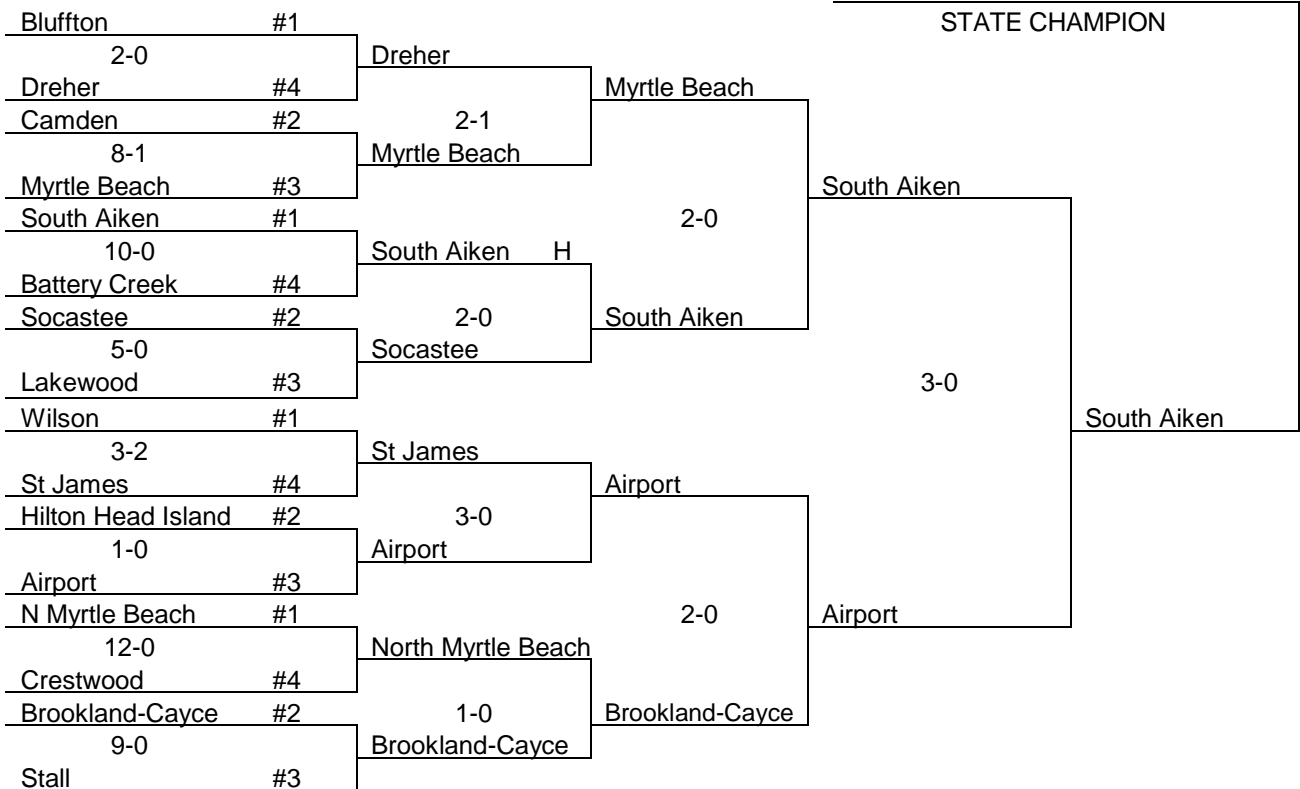 Bluffton #1 STATE CHAMPION
2-0 Dreher
Dreher #4 Myrtle Beach
Camden #2 2-1
8-1 Myrtle Beach
Myrtle Beach #3 South Aiken
South Aiken #1 2-0
10-0 South Aiken H
Battery Creek #4
Socastee #2 2-0 South Aiken
5-0 Socastee
Lakewood #3 3-0
Wilson #1 South Aiken
3-2 St James
St James #4 Airport
Hilton Head Island #2 3-0
1-0 Airport
Airport #3
N Myrtle Beach #1 2-0 Airport
12-0 North Myrtle Beach
Crestwood #4
Brookland-Cayce #2 1-0 Brookland-Cayce
9-0 Brookland-Cayce
Stall #3